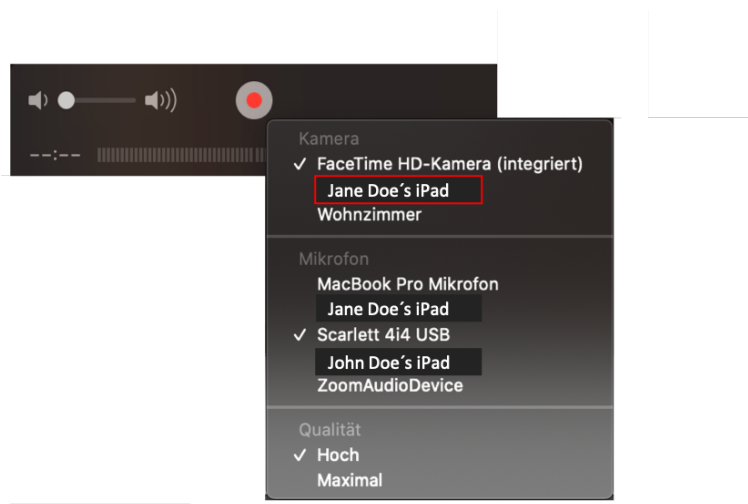 --:--
Kamera
✓ FaceTime HD-Kamera (integriert)
Jane Doe´s iPad
Wohnzimmer
Mikrofon
MacBook Pro Mikrofon
Jane Doe´s iPad
✓ Scarlett 4i4 USB
John Doe´s iPad
ZoomAudioDevice
Qualität
✓ Hoch
Maximal